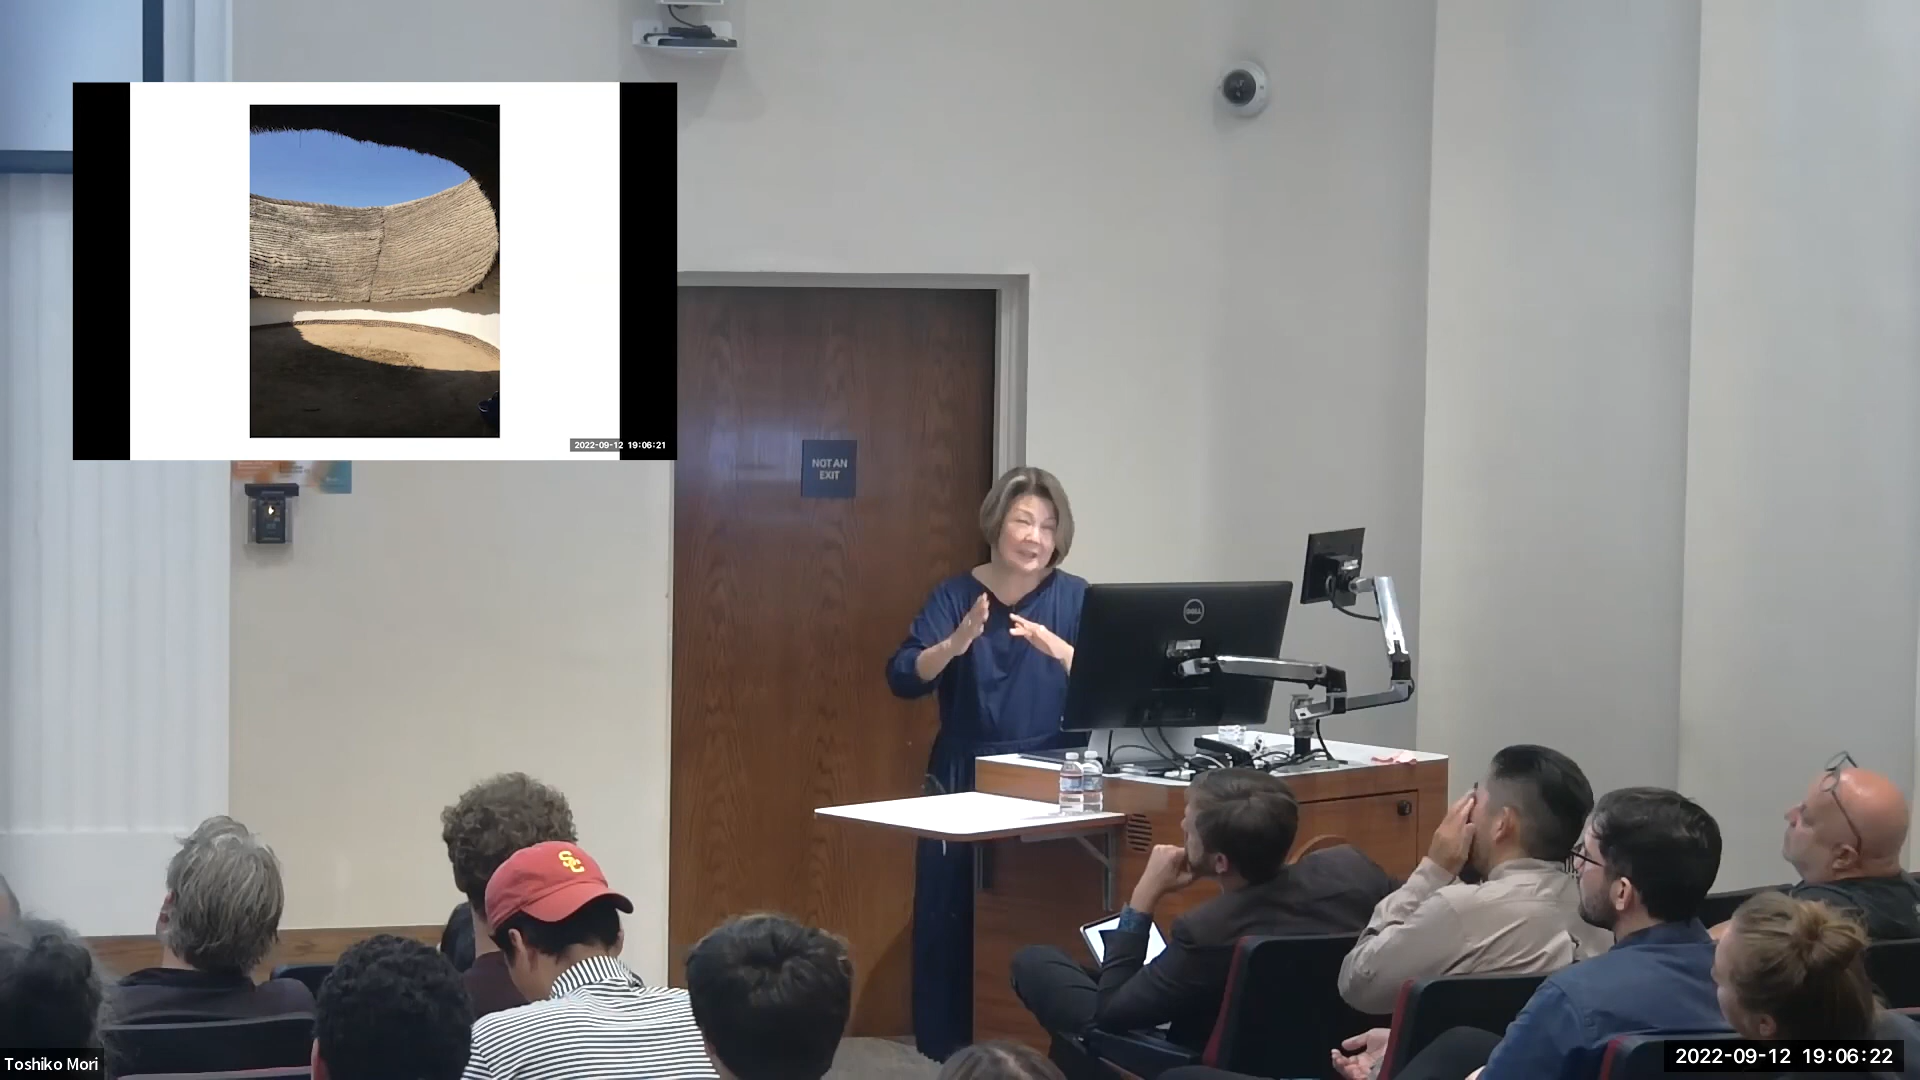 2022-09-12 19:06:21
NOT AN
EXIT
DELL
SC
Toshiko Mori
2022-09-12 19:06:22